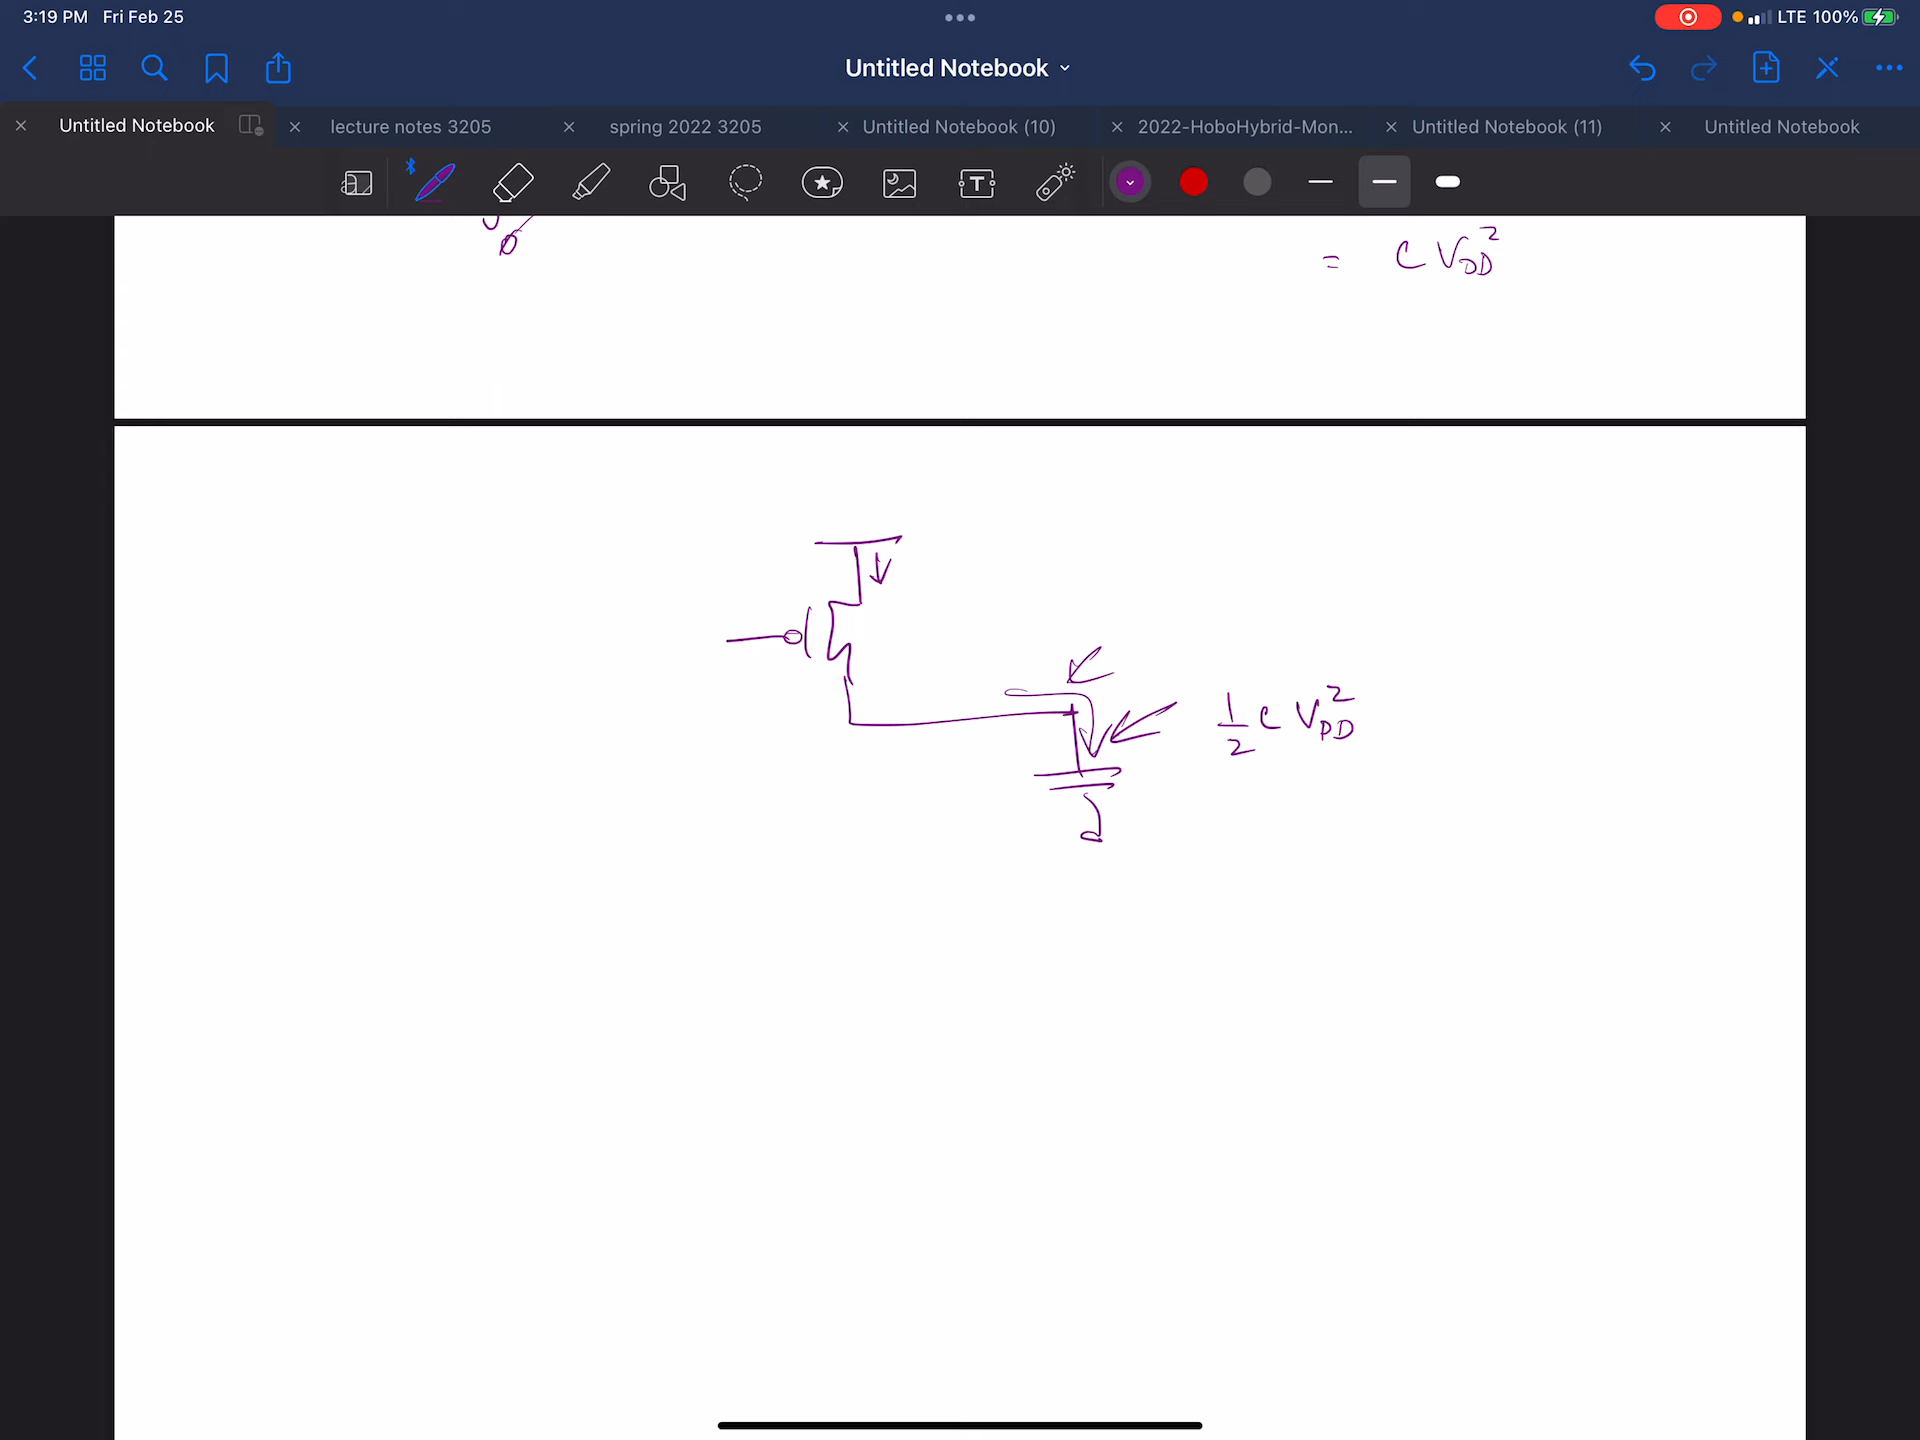 3:19 PM Fri Feb 25
LTE 100%
Untitled Notebook
Untitled Notebook
lecture notes 3205
spring 2022 3205
Untitled Notebook (10)
2022-HoboHybrid-Mon...
Untitled Notebook (11)
Untitled Notebook
= C V_DD^2
1/2 C V_DD^2